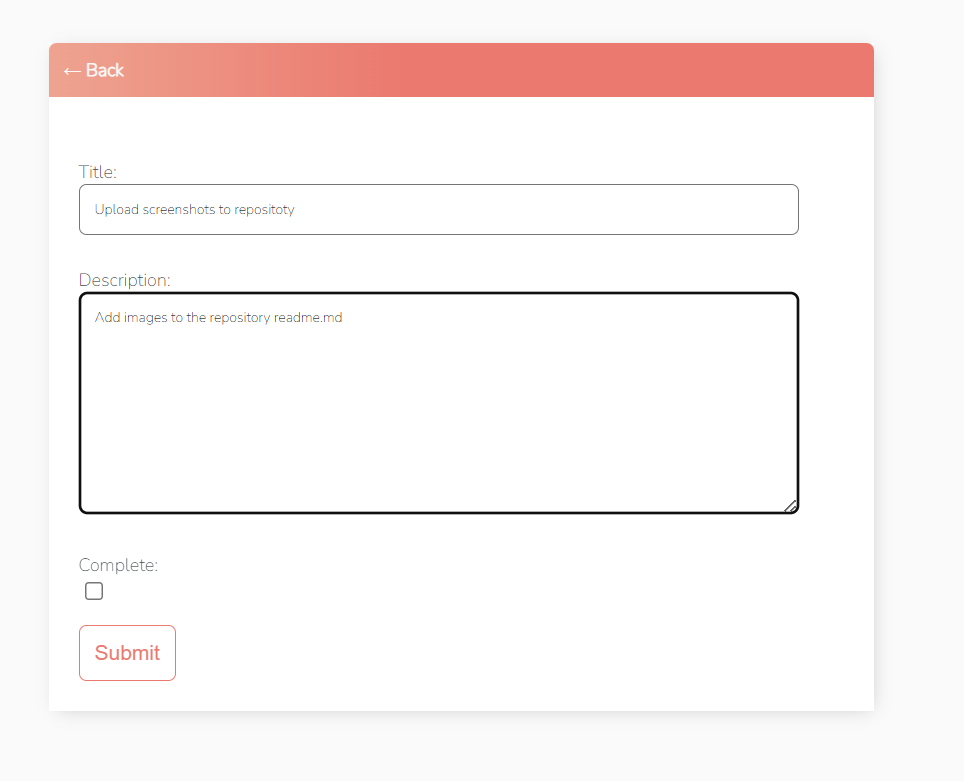 ← Back
Title:
Upload screenshots to repositoty
Description:
Add images to the repository readme.md
Complete:
Submit